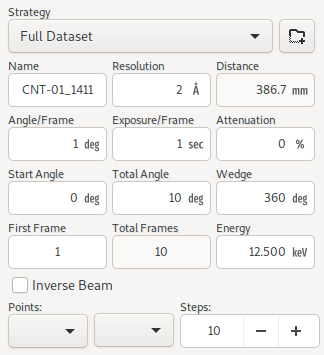 Strategy
Full Dataset
Name Resolution Distance
CNT-01_1411 2 Å 386.7 mm
Angle/Frame Exposure/Frame Attenuation
1 deg 1 sec 0 %
Start Angle Total Angle Wedge
0 deg 10 deg 360 deg
First Frame Total Frames Energy
1 10 12.500 keV
Inverse Beam
Points: Steps:
10 − +